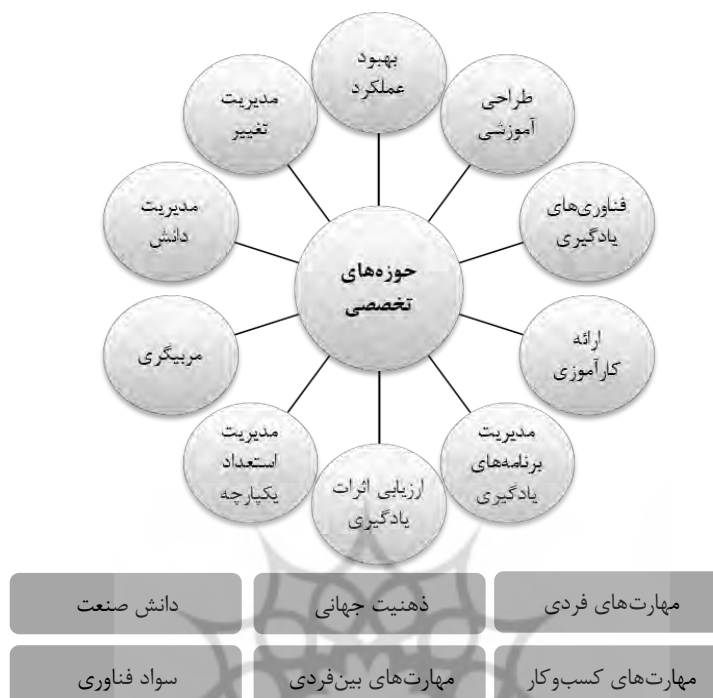 بهبود
عملکرد
طراحی
آموزشی
فناوری‌های
یادگیری
ارائه
کارآموزی
مدیریت
برنامه‌های
یادگیری
ارزیابی اثرات
یادگیری
مدیریت
استعداد
یکپارچه
مربیگری
مدیریت
دانش
مدیریت
تغییر
حوزه‌های
تخصصی
مهارت‌های فردی
ذهنیت جهانی
دانش صنعت
مهارت‌های کسب‌وکار
مهارت‌های بین‌فردی
سواد فناوری